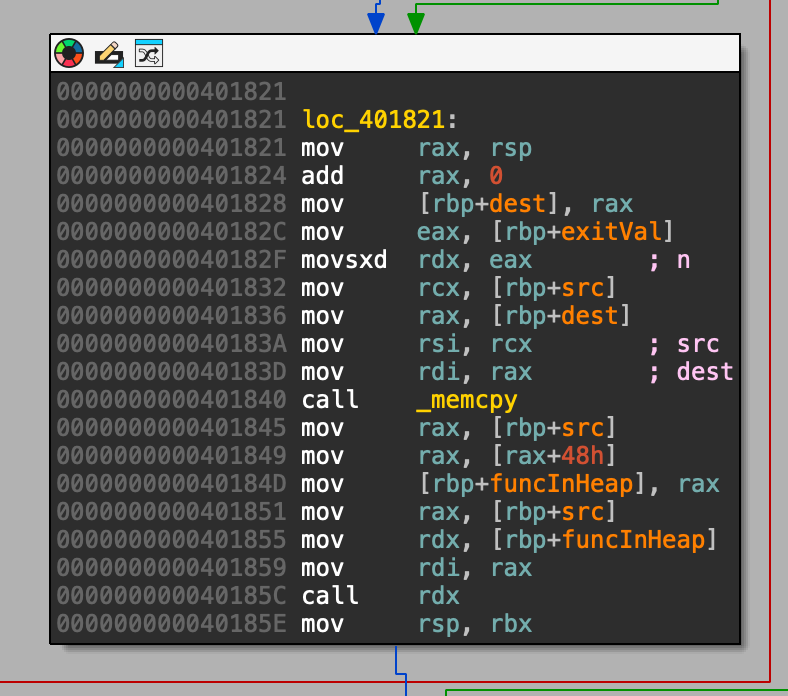 0000000000401821
0000000000401821 loc_401821:
0000000000401821 mov rax, rsp
0000000000401824 add rax, 0
0000000000401828 mov [rbp+dest], rax
000000000040182C mov eax, [rbp+exitVal]
000000000040182F movsxd rdx, eax ; n
0000000000401832 mov rcx, [rbp+src]
0000000000401836 mov rax, [rbp+dest]
000000000040183A mov rsi, rcx ; src
000000000040183D mov rdi, rax ; dest
0000000000401840 call _memcpy
0000000000401845 mov rax, [rbp+src]
0000000000401849 mov rax, [rax+48h]
000000000040184D mov [rbp+funcInHeap], rax
0000000000401851 mov rax, [rbp+src]
0000000000401855 mov rdx, [rbp+funcInHeap]
0000000000401859 mov rdi, rax
000000000040185C call rdx
000000000040185E mov rsp, rbx